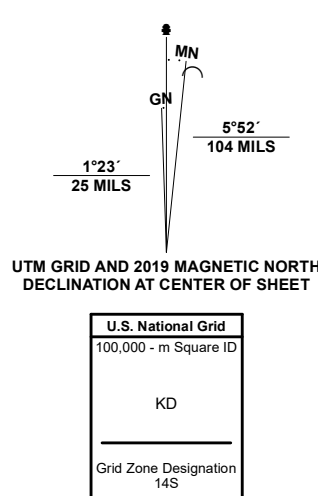 MN
GN
5°52´
104 MILS
1°23´
25 MILS
UTM GRID AND 2019 MAGNETIC NORTH
DECLINATION AT CENTER OF SHEET
U.S. National Grid
100,000 - m Square ID
KD
Grid Zone Designation
14S